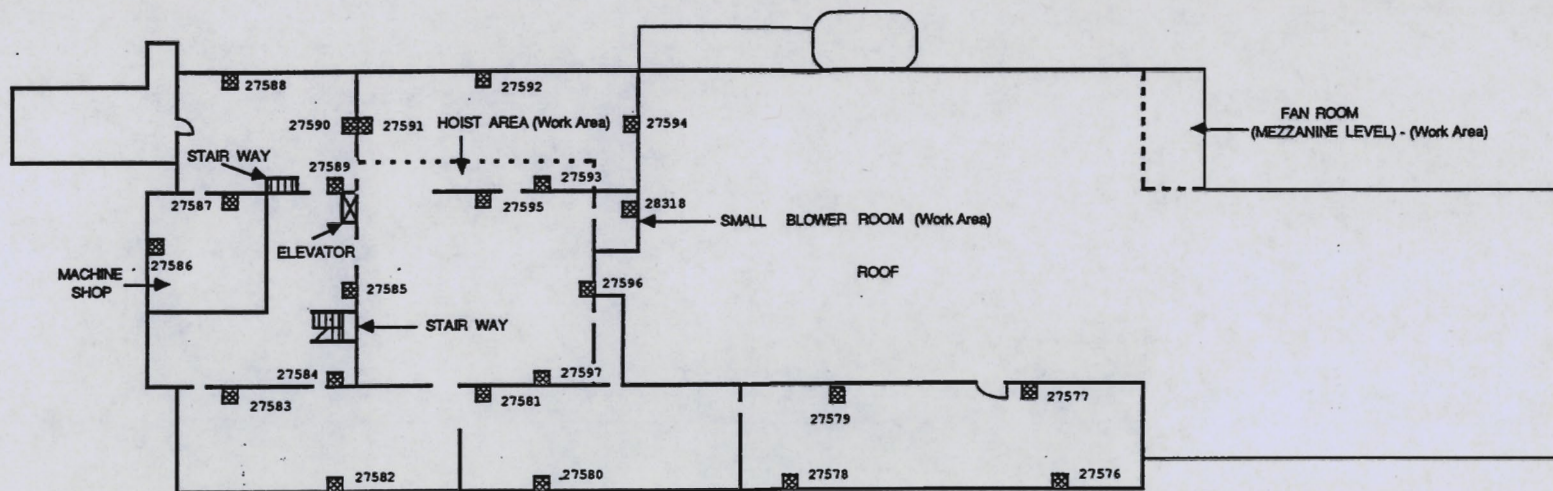 27588
27592
27590
27591
HOIST AREA (Work Area)
27594
FAN ROOM
(MEZZANINE LEVEL) - (Work Area)
STAIR WAY
27589
27593
27587
27595
28318
SMALL BLOWER ROOM (Work Area)
ELEVATOR
27586
MACHINE
SHOP
27585
27596
ROOF
STAIR WAY
27584
27597
27583
27581
27579
27577
27582
27580
27578
27576